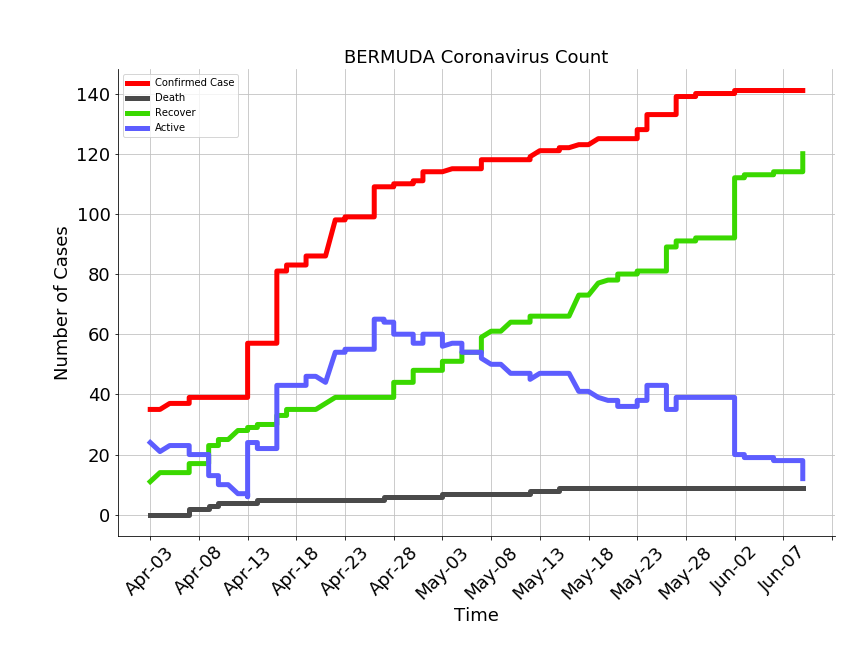 BERMUDA Coronavirus Count
Confirmed Case
Death
Recover
Active
Number of Cases
140
120
100
80
60
40
20
0
Apr-03
Apr-08
Apr-13
Apr-18
Apr-23
Apr-28
May-03
May-08
May-13
May-18
May-23
May-28
Jun-02
Jun-07
Time